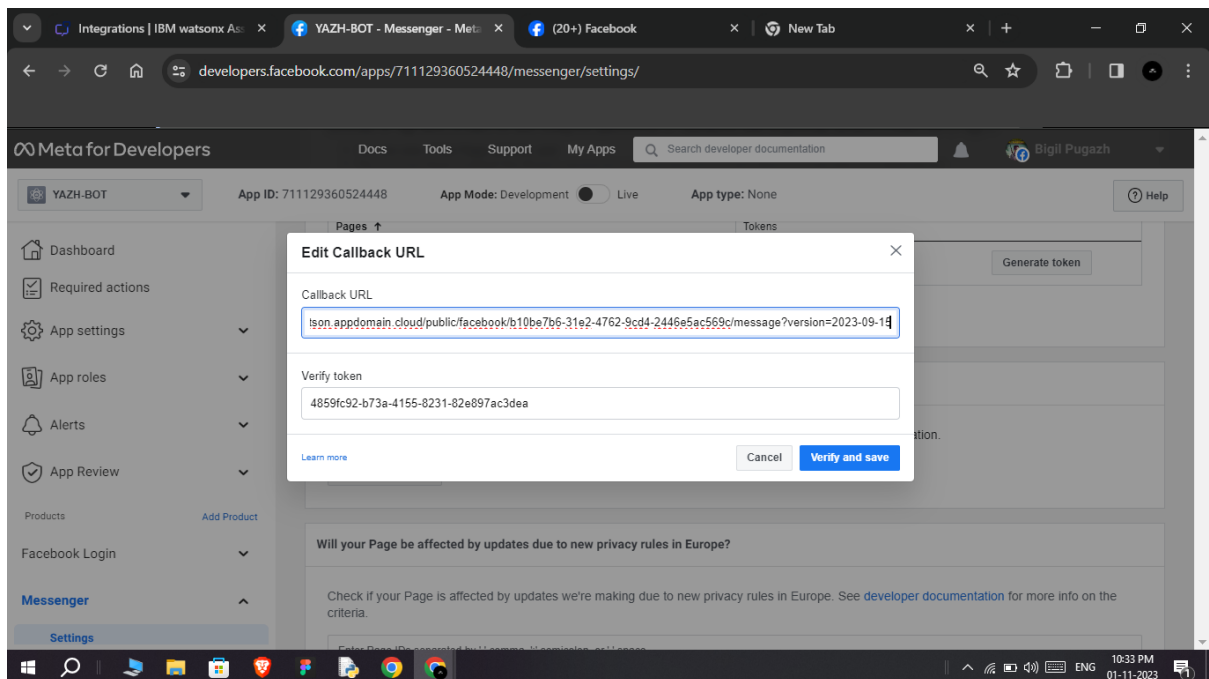 Integrations | IBM watsonx Ass
YAZH-BOT - Messenger - Meta
(20+) Facebook
New Tab
developers.facebook.com/apps/711129360524448/messenger/settings/
Meta for Developers
Docs
Tools
Support
My Apps
Search developer documentation
Bigil Pugazh
YAZH-BOT
App ID: 711129360524448
App Mode: Development
Live
App type: None
Help
Pages
Tokens
Dashboard
Required actions
App settings
App roles
Alerts
App Review
Products
Add Product
Facebook Login
Messenger
Settings
Generate token
Edit Callback URL
Callback URL
tson.appdomain.cloud/public/facebook/b10be7b6-31e2-4762-9cd4-2446e5ac569c/message?version=2023-09-15
Verify token
4859fc92-b73a-4155-8231-82e897ac3dea
Learn more
Cancel
Verify and save
ation.
Will your Page be affected by updates due to new privacy rules in Europe?
Check if your Page is affected by updates we're making due to new privacy rules in Europe. See developer documentation for more info on the
criteria.
ENG
10:33 PM
01-11-2023